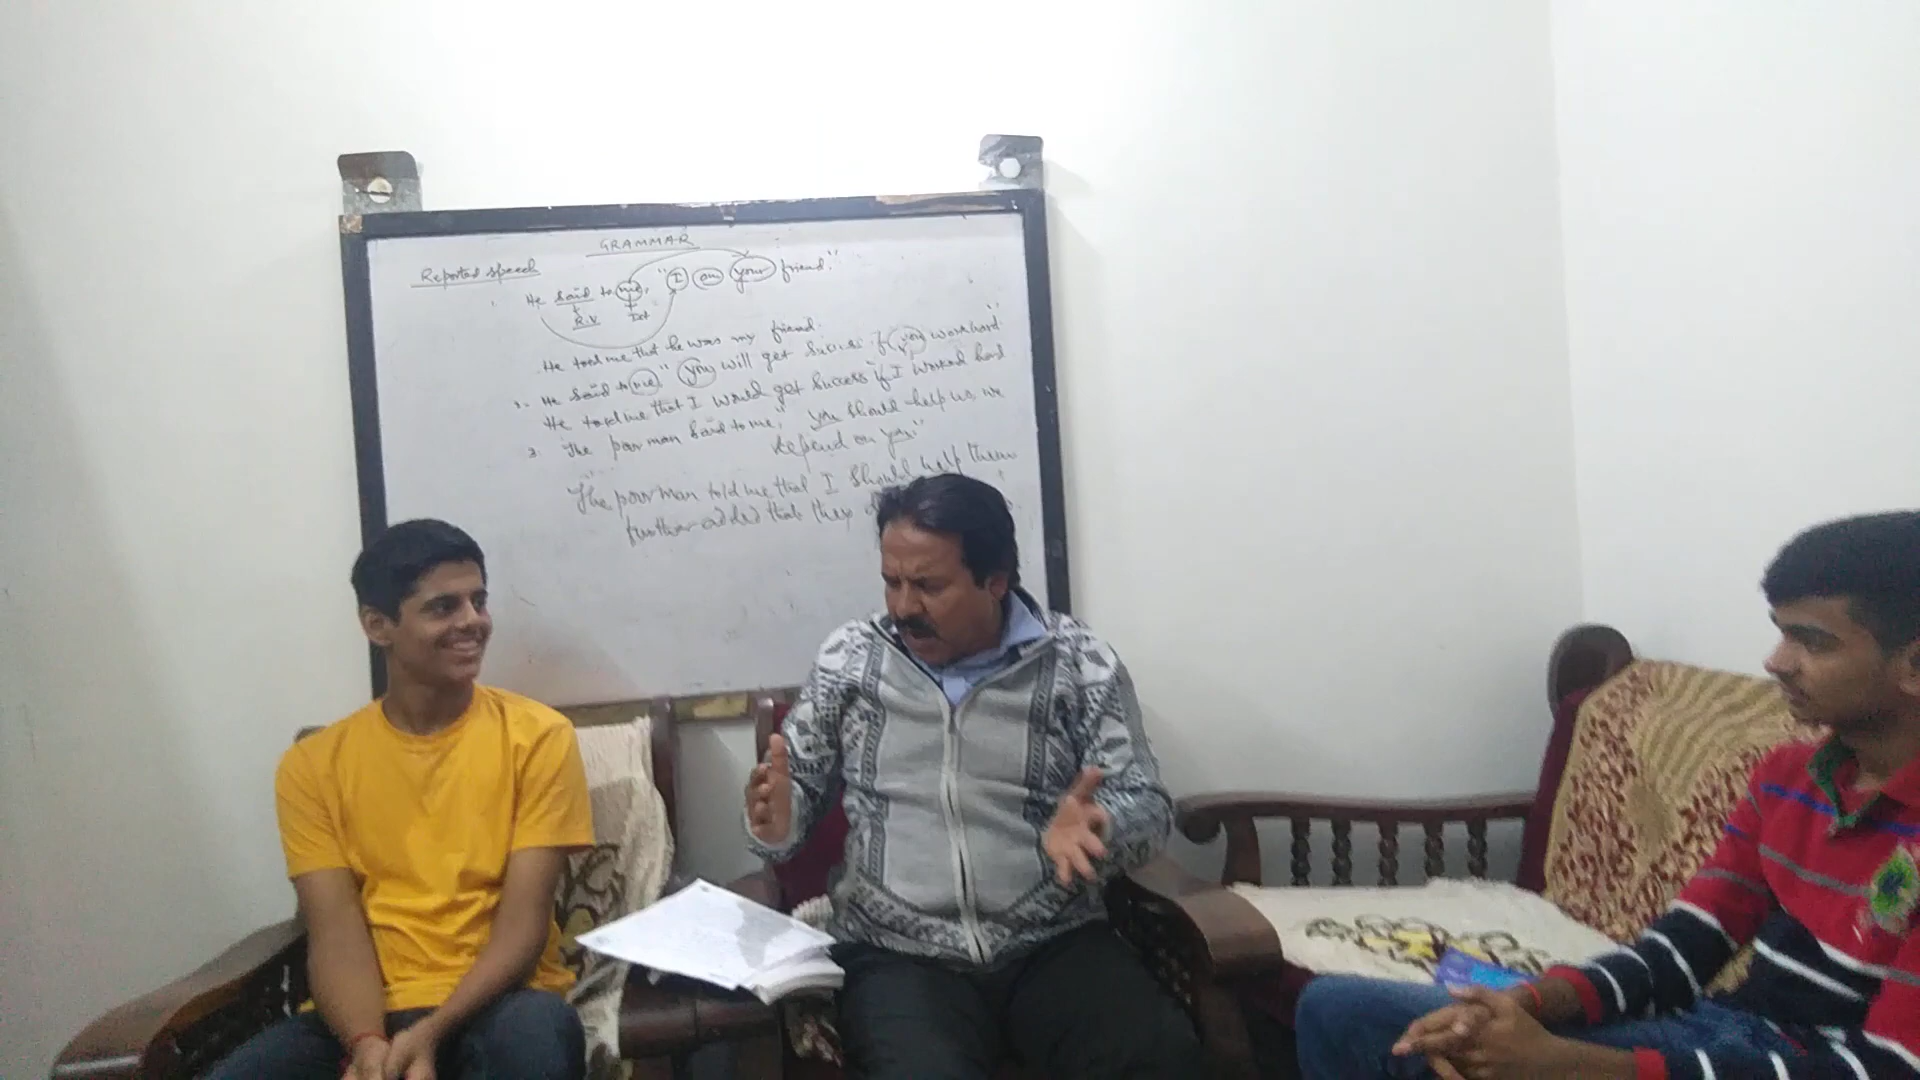 GRAMMAR
Reported speech
1. He said to me, "I am your friend."
R.V.
He told me that he was my friend.
2. He said to me, "you will get success if you work hard"
He told me that I would get success if I worked hard
3. The poor man said to me, "you should help us, we
depend on you."
The poor man told me that I should help them
further added that they